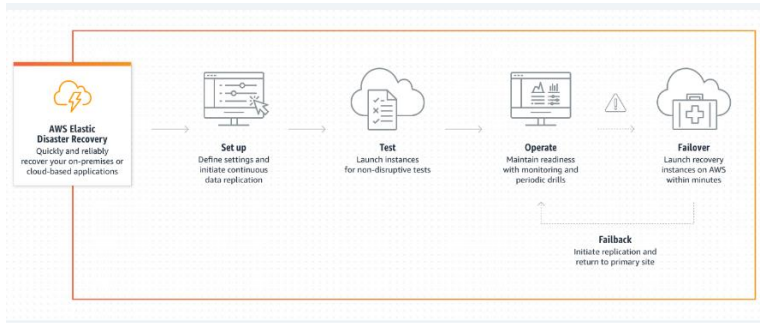 AWS Elastic
Disaster Recovery
Quickly and reliably
recover your on-premises or
cloud-based applications
Set up
Define settings and
initiate continuous
data replication
Test
Launch instances
for non-disruptive tests
Operate
Maintain readiness
with monitoring and
periodic drills
Failover
Launch recovery
instances on AWS
within minutes
Failback
Initiate replication and
return to primary site